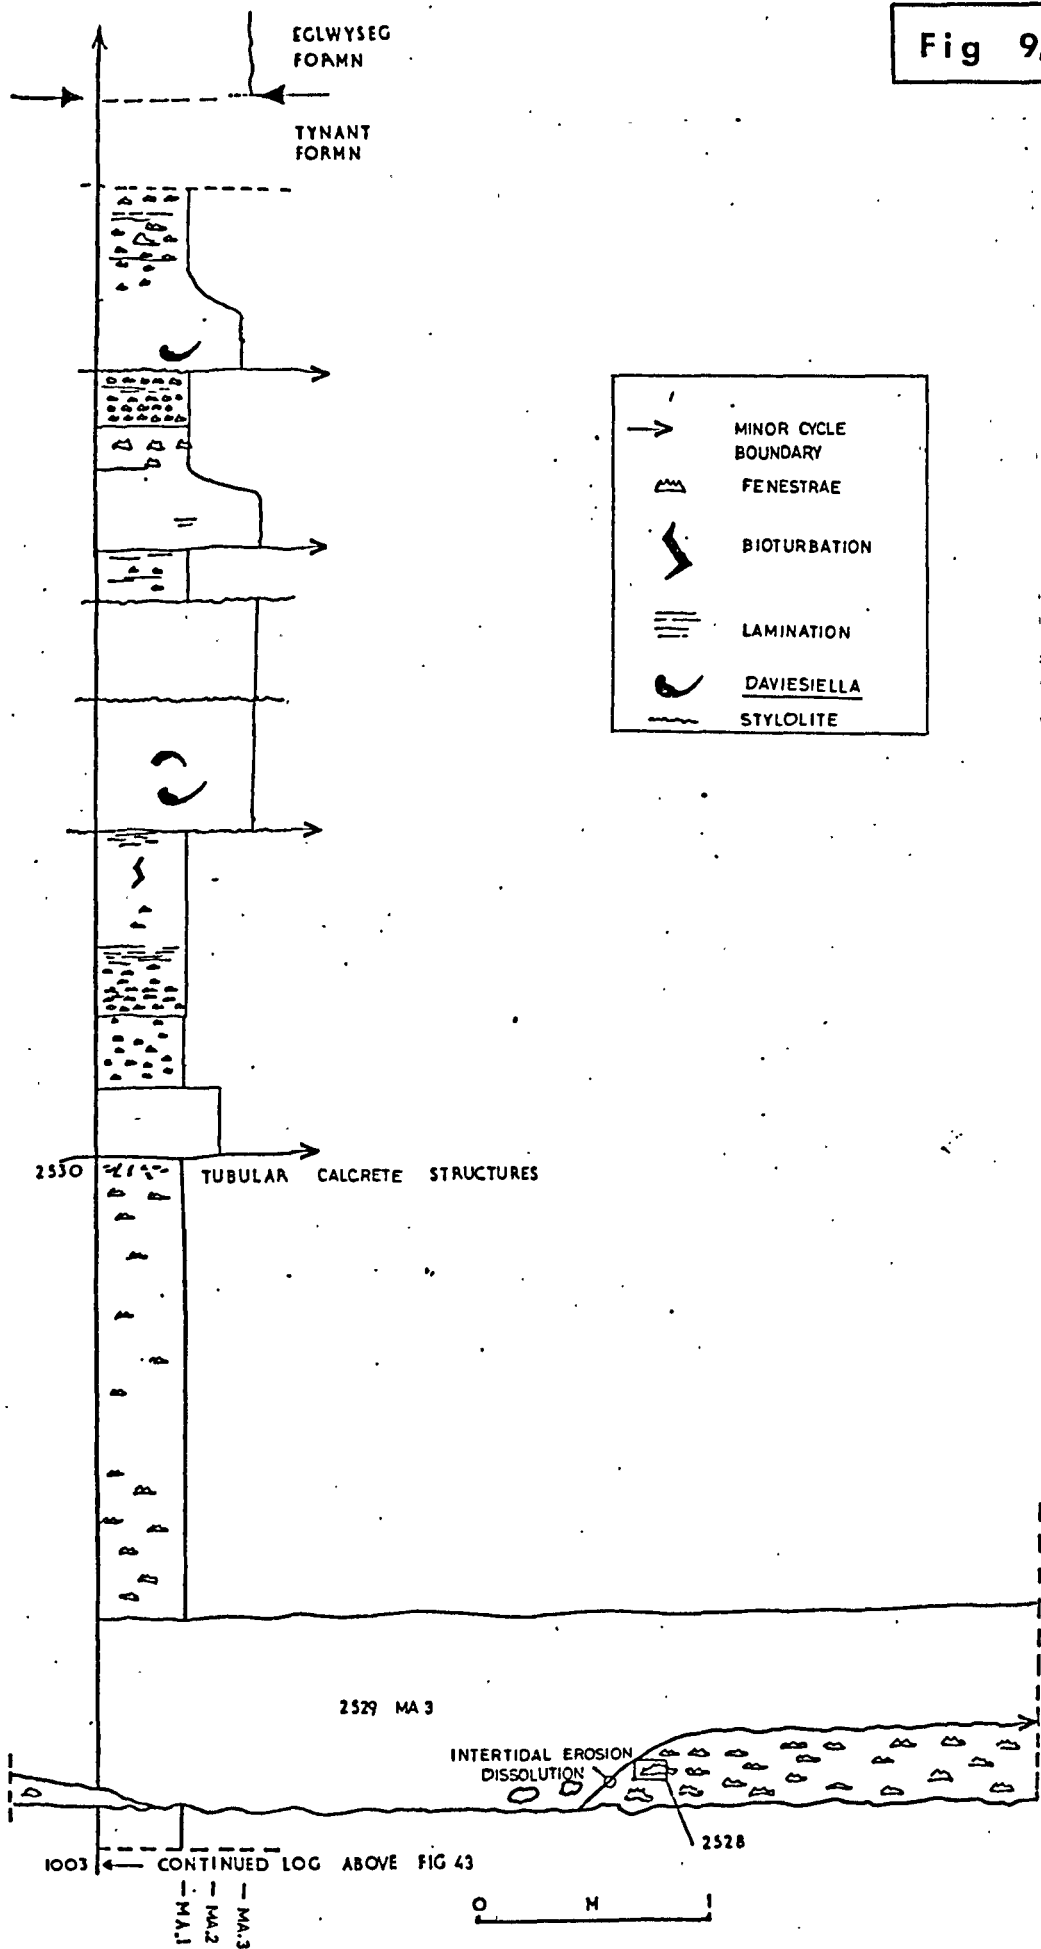 EGLWYSEG
FORMN
Fig 9
TYNANT
FORMN
MINOR CYCLE
BOUNDARY
FENESTRAE
BIOTURBATION
LAMINATION
DAVIESIELLA
STYLOLITE
2530
TUBULAR CALCRETE STRUCTURES
2529 MA 3
INTERTIDAL EROSION
DISSOLUTION
2528
1003 CONTINUED LOG ABOVE FIG 43
MA.1
MA.2
MA.3
0 M 1